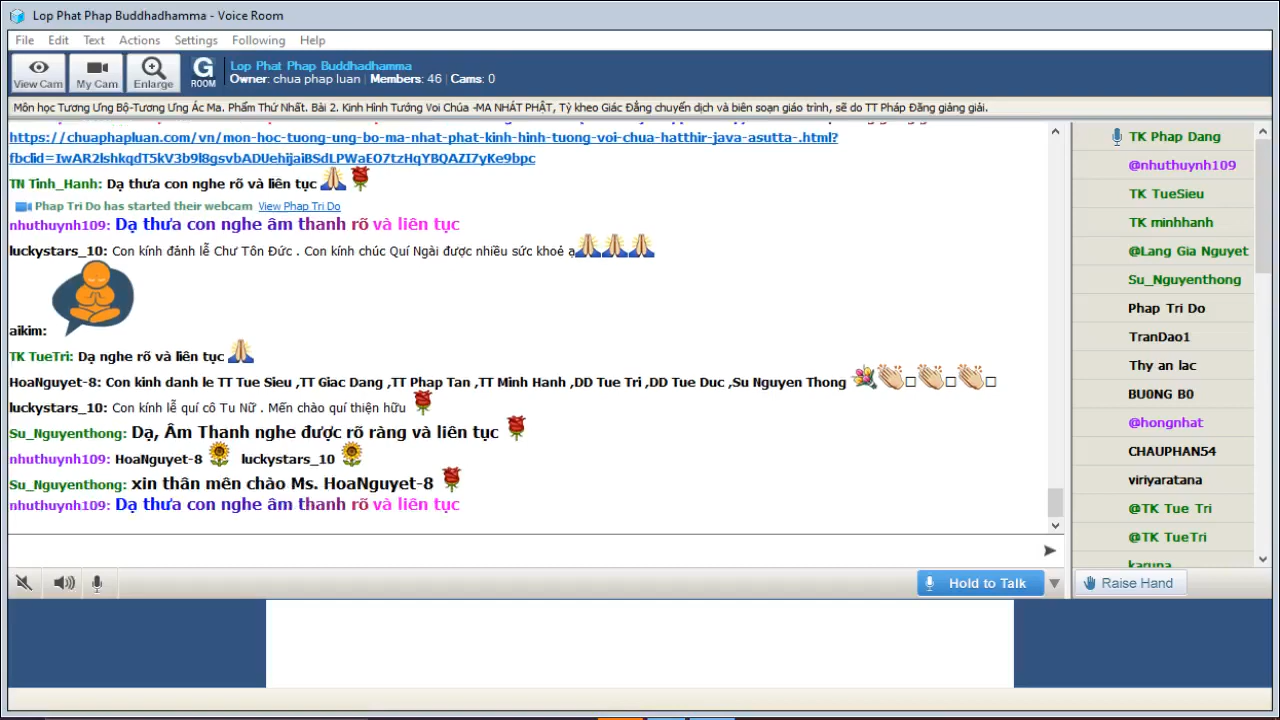 Lop Phat Phap Buddhadhamma - Voice Room
File Edit Text Actions Settings Following Help
View Cam My Cam Enlarge G ROOM
Lop Phat Phap Buddhadhamma
Owner: chua phap luan | Members: 46 | Cams: 0
Môn học Tương Ưng Bộ-Tương Ưng Ác Ma. Phẩm Thứ Nhất. Bài 2. Kinh Hình Tướng Voi Chúa -MA NHÁT PHẬT, Tỳ kheo Giác Đẳng chuyển dịch và biên soạn giáo trình, sẽ do TT Pháp Đăng giảng giải.
https://chuaphapluan.com/vn/mon-hoc-tuong-ung-bo-ma-nhat-phat-kinh-hinh-tuong-voi-chua-hatthir-java-asutta-.html?
TN Tinh_Hanh: Dạ thưa con nghe rõ và liên tục
Phap Tri Do has started their webcam View Phap Tri Do
nhuthuynh109: Dạ thưa con nghe âm thanh rõ và liên tục
luckystars_10: Con kính đảnh lễ Chư Tôn Đức . Con kính chúc Quí Ngài được nhiều sức khoẻ ạ
aikim:
TK TueTri: Dạ nghe rõ và liên tục
HoaNguyet-8: Con kinh danh le TT Tue Sieu ,TT Giac Dang ,TT Phap Tan ,TT Minh Hanh ,DD Tue Tri ,DD Tue Duc ,Su Nguyen Thong
luckystars_10: Con kính lễ quí cô Tu Nữ . Mến chào quí thiện hữu
Su_Nguyenthong: Dạ, Âm Thanh nghe được rõ ràng và liên tục
nhuthuynh109: HoaNguyet-8 luckystars_10
Su_Nguyenthong: xin thân mên chào Ms. HoaNguyet-8
nhuthuynh109: Dạ thưa con nghe âm thanh rõ và liên tục
Hold to Talk
TK Phap Dang
@nhuthuynh109
TK TueSieu
TK minhhanh
@Lang Gia Nguyet
Su_Nguyenthong
Phap Tri Do
TranDao1
Thy an lac
BU0NG B0
@hongnhat
CHAUPHAN54
viriyaratana
@TK Tue Tri
@TK TueTri
karuna
Raise Hand